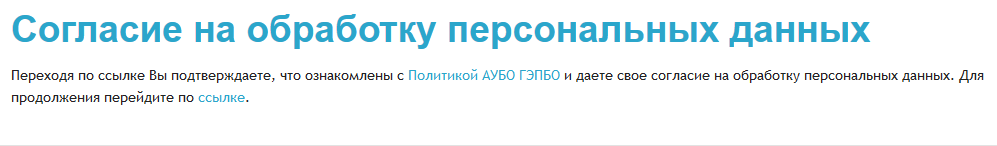 Согласие на обработку персональных данных
Переходя по ссылке Вы подтверждаете, что ознакомлены с Политикой АУБО ГЭПБО и даете свое согласие на обработку персональных данных. Для
продолжения перейдите по ссылке.